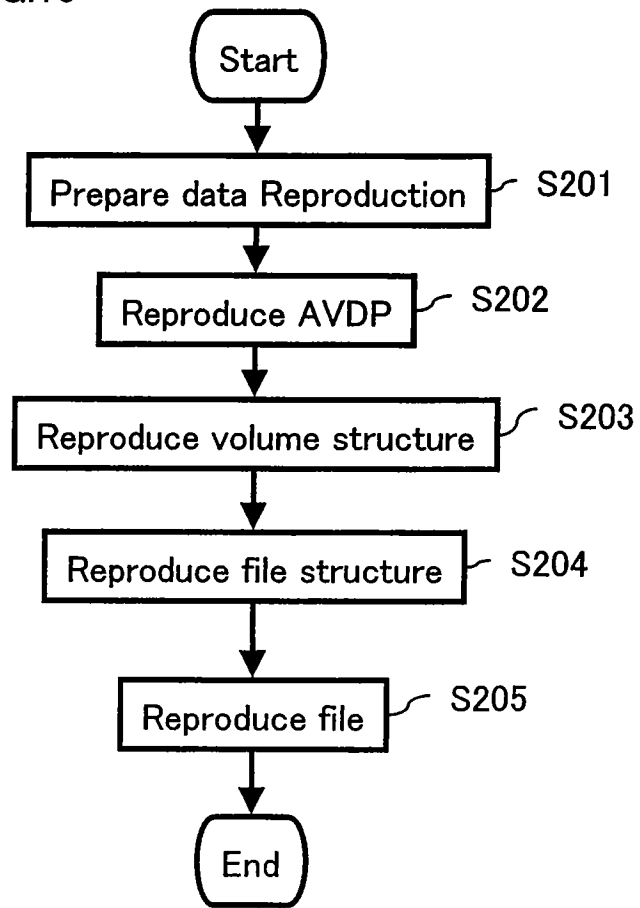 Start
Prepare data Reproduction
S201
Reproduce AVDP
S202
Reproduce volume structure
S203
Reproduce file structure
S204
Reproduce file
S205
End